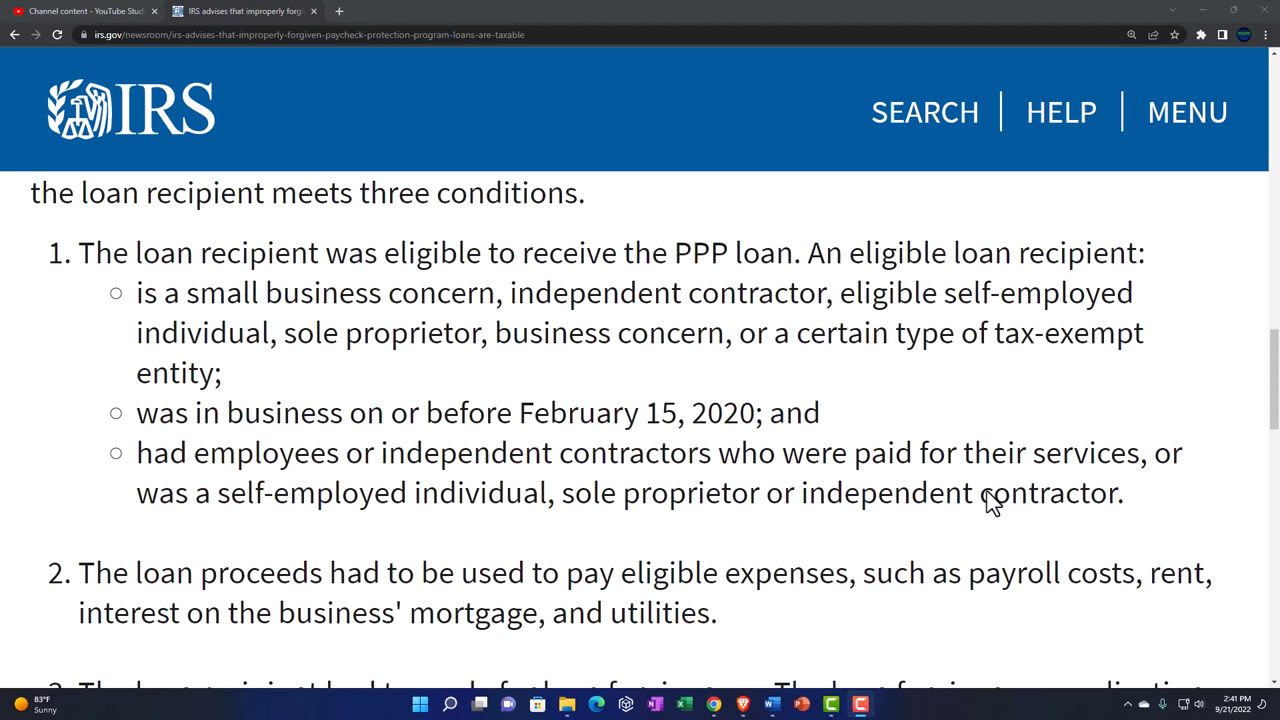 Channel content - YouTube Studi
IRS advises that improperly forgi
irs.gov/newsroom/irs-advises-that-improperly-forgiven-paycheck-protection-program-loans-are-taxable
IRS
SEARCH
HELP
MENU
the loan recipient meets three conditions.
1. The loan recipient was eligible to receive the PPP loan. An eligible loan recipient:
is a small business concern, independent contractor, eligible self-employed
individual, sole proprietor, business concern, or a certain type of tax-exempt
entity;
was in business on or before February 15, 2020; and
had employees or independent contractors who were paid for their services, or
was a self-employed individual, sole proprietor or independent contractor.
2. The loan proceeds had to be used to pay eligible expenses, such as payroll costs, rent,
interest on the business' mortgage, and utilities.
83°F
Sunny
2:41 PM
9/21/2022